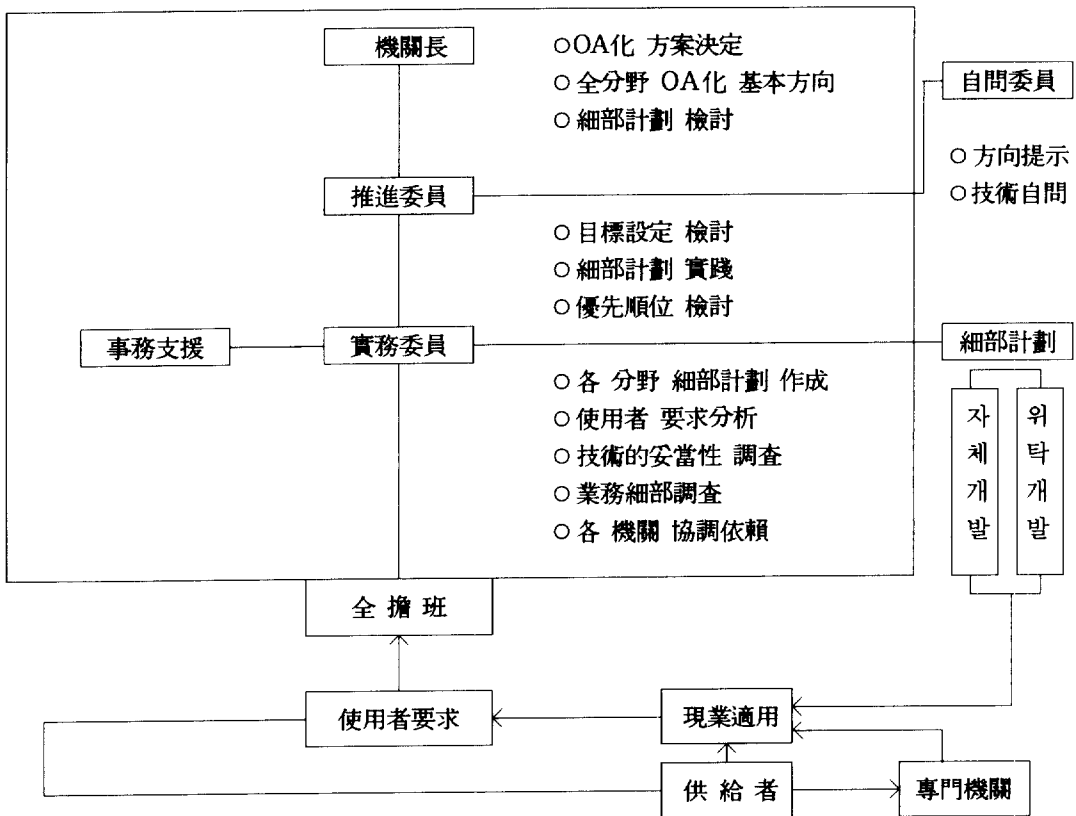 機關長
○OA化 方案決定
○全分野 OA化 基本方向
○細部計劃 檢討
自問委員
○方向提示
○技術自問
推進委員
○目標設定 檢討
○細部計劃 實踐
○優先順位 檢討
事務支援
實務委員
細部計劃
○各 分野 細部計劃 作成
○使用者 要求分析
○技術的妥當性 調査
○業務細部調査
○各 機關 協調依賴
자체개발
위탁개발
全擔班
使用者要求
現業適用
供給者
專門機關